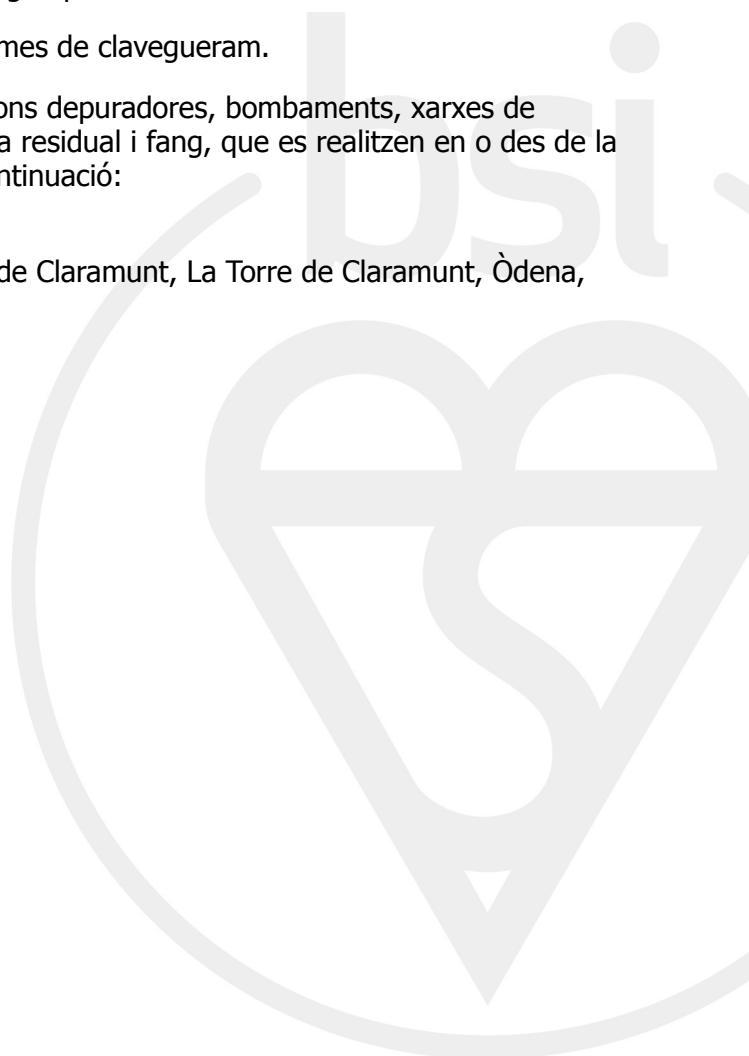 bsi
mes de clavegueram.
ons depuradores, bombaments, xarxes de
a residual i fang, que es realitzen en o des de la
ntinuació:
de Claramunt, La Torre de Claramunt, Òdena,